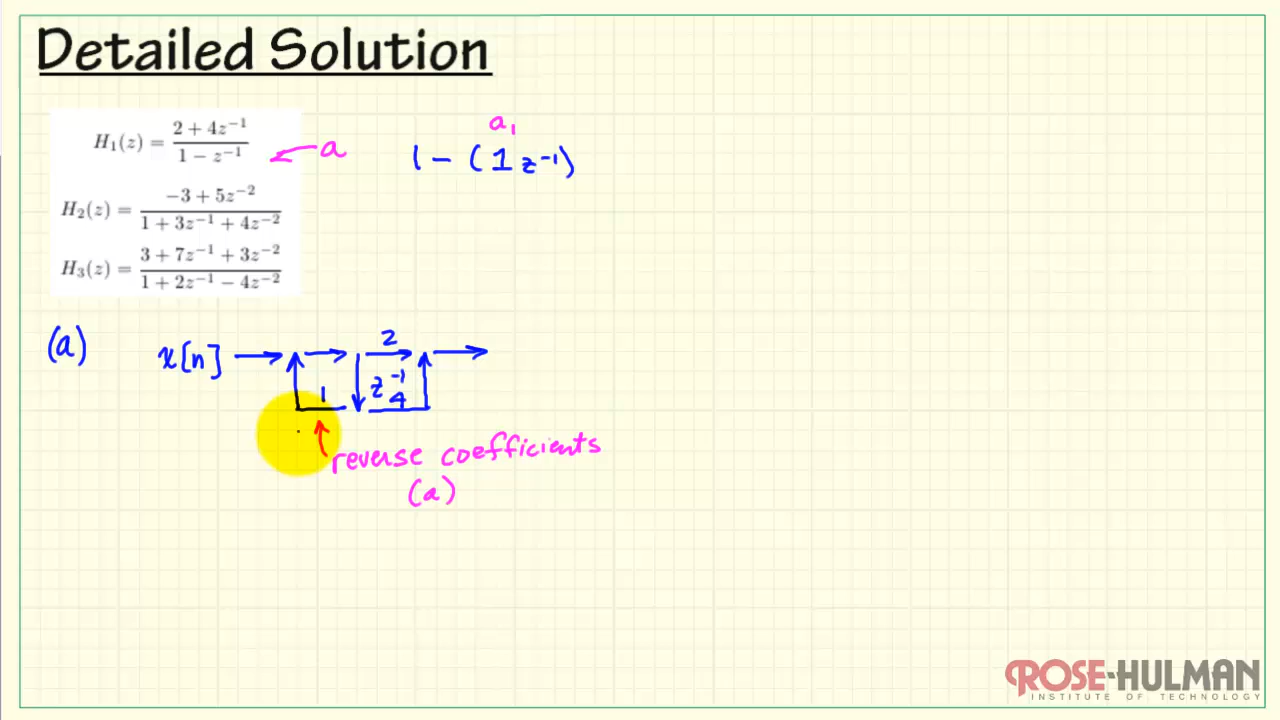 Detailed Solution
H₁(z) = (2 + 4z⁻¹)/(1 − z⁻¹)
a
a₁
1 − (1 z⁻¹)
H₂(z) = (−3 + 5z⁻²)/(1 + 3z⁻¹ + 4z⁻²)
H₃(z) = (3 + 7z⁻¹ + 3z⁻²)/(1 + 2z⁻¹ − 4z⁻²)
(a)
x[n]
2
z⁻¹
1
4
reverse coefficients
(a)
ROSE-HULMAN
INSTITUTE OF TECHNOLOGY